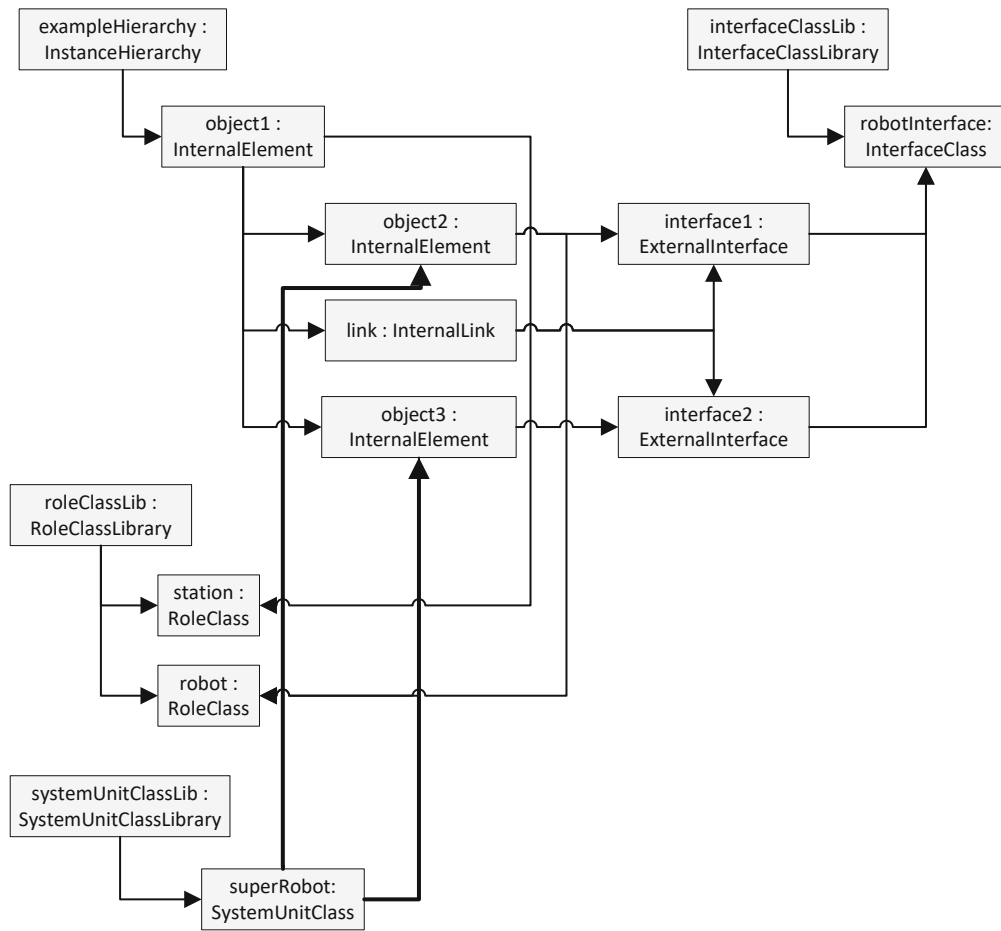 exampleHierarchy :
InstanceHierarchy
interfaceClassLib :
InterfaceClassLibrary
object1 :
InternalElement
robotInterface:
InterfaceClass
object2 :
InternalElement
interface1 :
ExternalInterface
link : InternalLink
object3 :
InternalElement
interface2 :
ExternalInterface
roleClassLib :
RoleClassLibrary
station :
RoleClass
robot :
RoleClass
systemUnitClassLib :
SystemUnitClassLibrary
superRobot:
SystemUnitClass